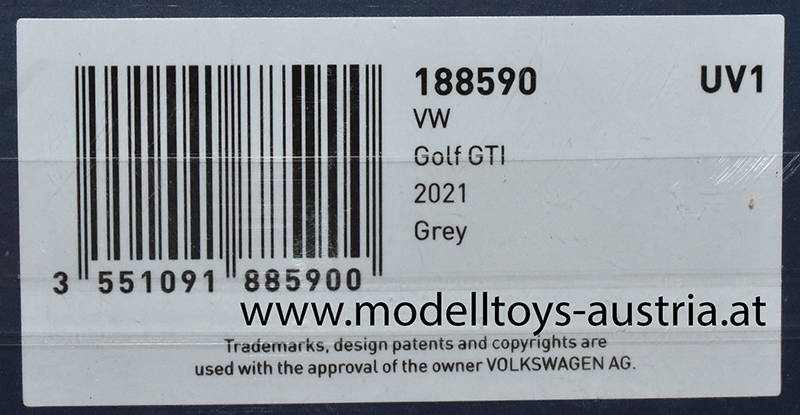 188590 UV1
VW
Golf GTI
2021
Grey
3 551091 885900
www.modelltoys-austria.at
Trademarks, design patents and copyrights are
used with the approval of the owner VOLKSWAGEN AG.